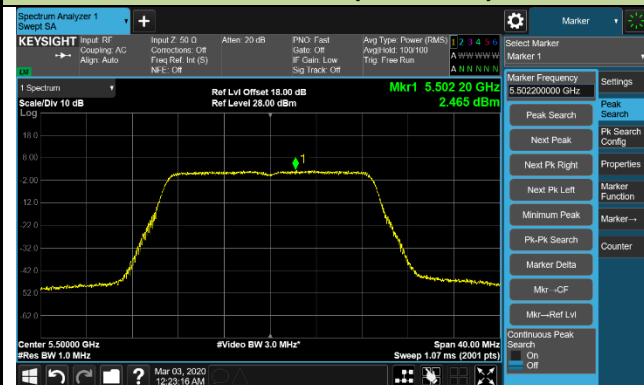 Spectrum Analyzer 1
Swept SA
Marker
KEYSIGHT
Input: RF
Coupling: AC
Align: Auto
Input Z: 50 Ω
Corrections: Off
Freq Ref: Int (S)
NFE: Off
Atten: 20 dB
PNO: Fast
Gate: Off
IF Gain: Low
Sig Track: Off
Avg Type: Power (RMS)
Avg|Hold: 100/100
Trig: Free Run
1 2 3 4 5 6
A W W W W W
A N N N N N
Select Marker
Marker 1
1 Spectrum
Scale/Div 10 dB
Log
Ref Lvl Offset 18.00 dB
Ref Level 28.00 dBm
Mkr1 5.502 20 GHz
2.465 dBm
Marker Frequency
5.502200000 GHz
Peak Search
Next Peak
Next Pk Right
Next Pk Left
Minimum Peak
Pk-Pk Search
Marker Delta
Mkr→CF
Mkr→Ref Lvl
Continuous Peak
Search
On
Off
Settings
Peak
Search
Pk Search
Config
Properties
Marker
Function
Marker→
Counter
18.0
8.00
-2.00
-12.0
-22.0
-32.0
-42.0
-52.0
-62.0
1
Center 5.50000 GHz
#Res BW 1.0 MHz
#Video BW 3.0 MHz*
Span 40.00 MHz
Sweep 1.07 ms (2001 pts)
Mar 03, 2020
12:23:16 AM